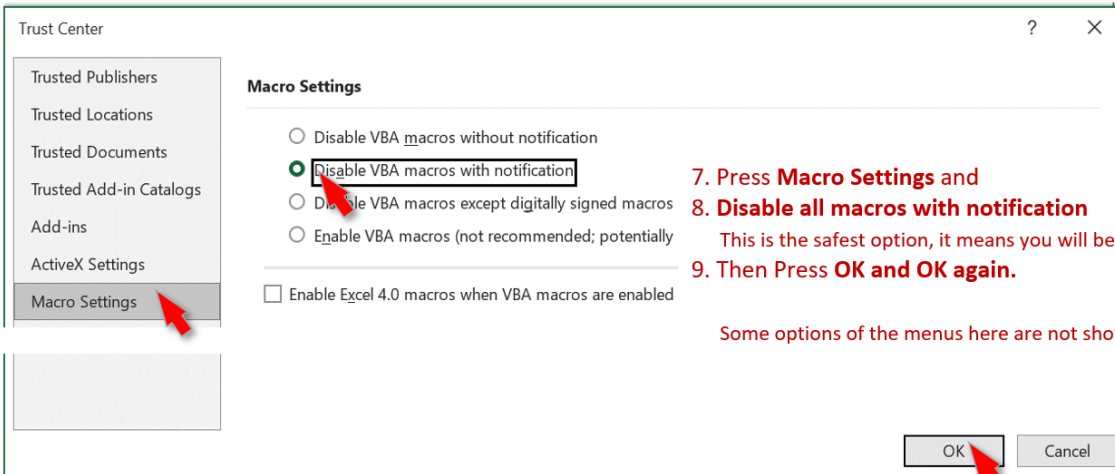 Trust Center
?
Trusted Publishers
Trusted Locations
Trusted Documents
Trusted Add-in Catalogs
Add-ins
ActiveX Settings
Macro Settings
Macro Settings
Disable VBA macros without notification
Disable VBA macros with notification
Disable VBA macros except digitally signed macros
Enable VBA macros (not recommended; potentially
Enable Excel 4.0 macros when VBA macros are enabled
7. Press Macro Settings and
8. Disable all macros with notification
This is the safest option, it means you will be
9. Then Press OK and OK again.
Some options of the menus here are not sho
OK
Cancel